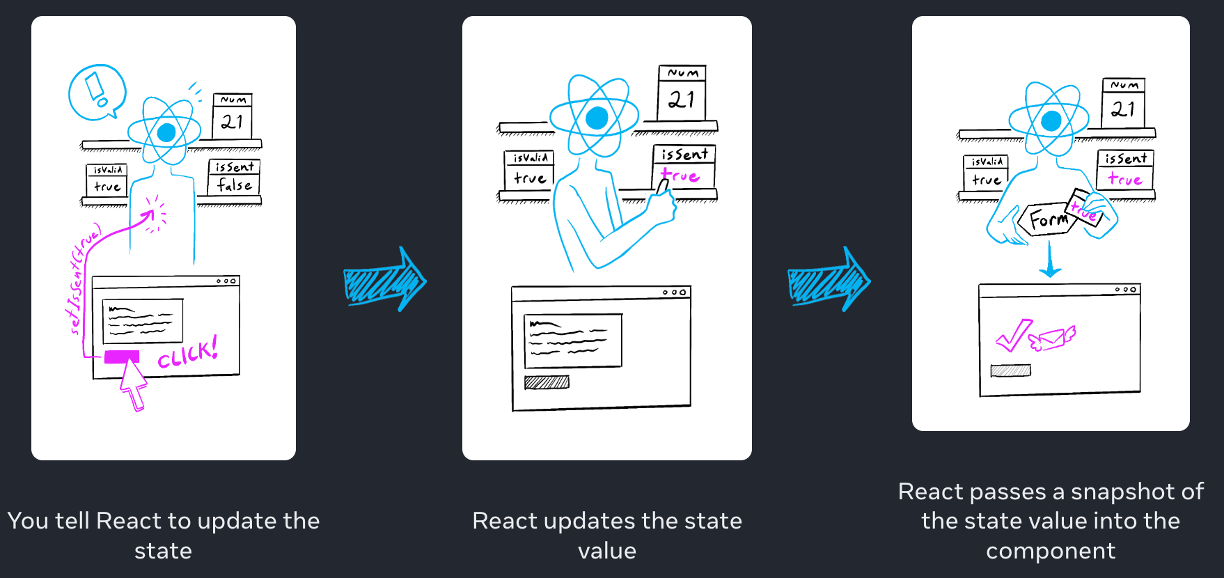 !
Num
21
isValid
true
isSent
false
setIsSent(true)
CLICK!
You tell React to update the
state
Num
21
isValid
true
isSent
true
React updates the state
value
Num
21
isValid
true
isSent
true
Form
true
React passes a snapshot of
the state value into the
component